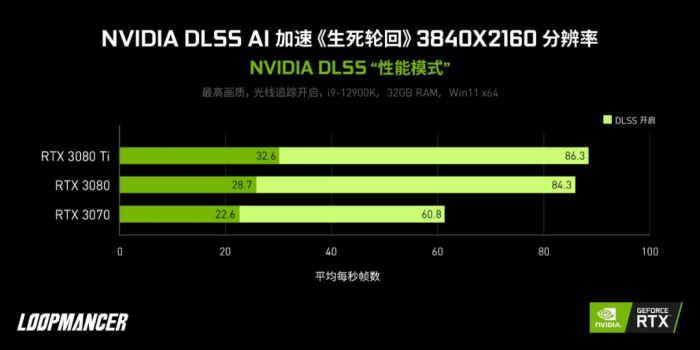 NVIDIA DLSS AI 加速《生死轮回》3840X2160 分辨率
NVIDIA DLSS “性能模式”
最高画质，光线追踪开启，i9-12900K，32GB RAM，Win11 x64
DLSS 开启
RTX 3080 Ti 32.6 86.3
RTX 3080 28.7 84.3
RTX 3070 22.6 60.8
0 20 40 60 80 100
平均每秒帧数
LOOPMANCER
NVIDIA. GEFORCE RTX